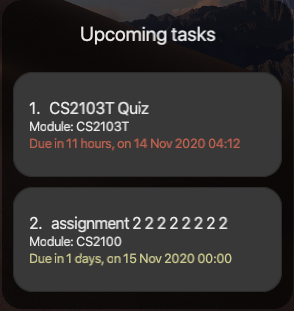 Upcoming tasks
1. CS2103T Quiz
Module: CS2103T
Due in 11 hours, on 14 Nov 2020 04:12
2. assignment 2 2 2 2 2 2 2 2
Module: CS2100
Due in 1 days, on 15 Nov 2020 00:00